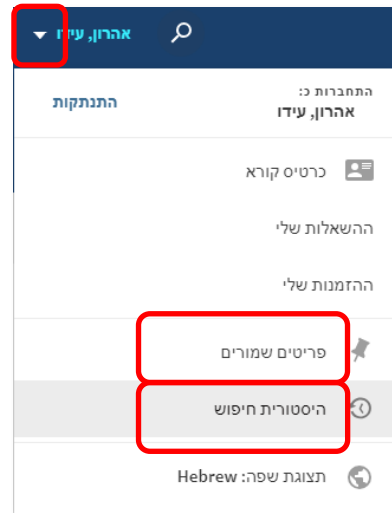 אהרון, עידו
התחברות כ:
אהרון, עידו
התנתקות
כרטיס קורא
ההשאלות שלי
ההזמנות שלי
פריטים שמורים
היסטורית חיפוש
תצוגת שפה: Hebrew